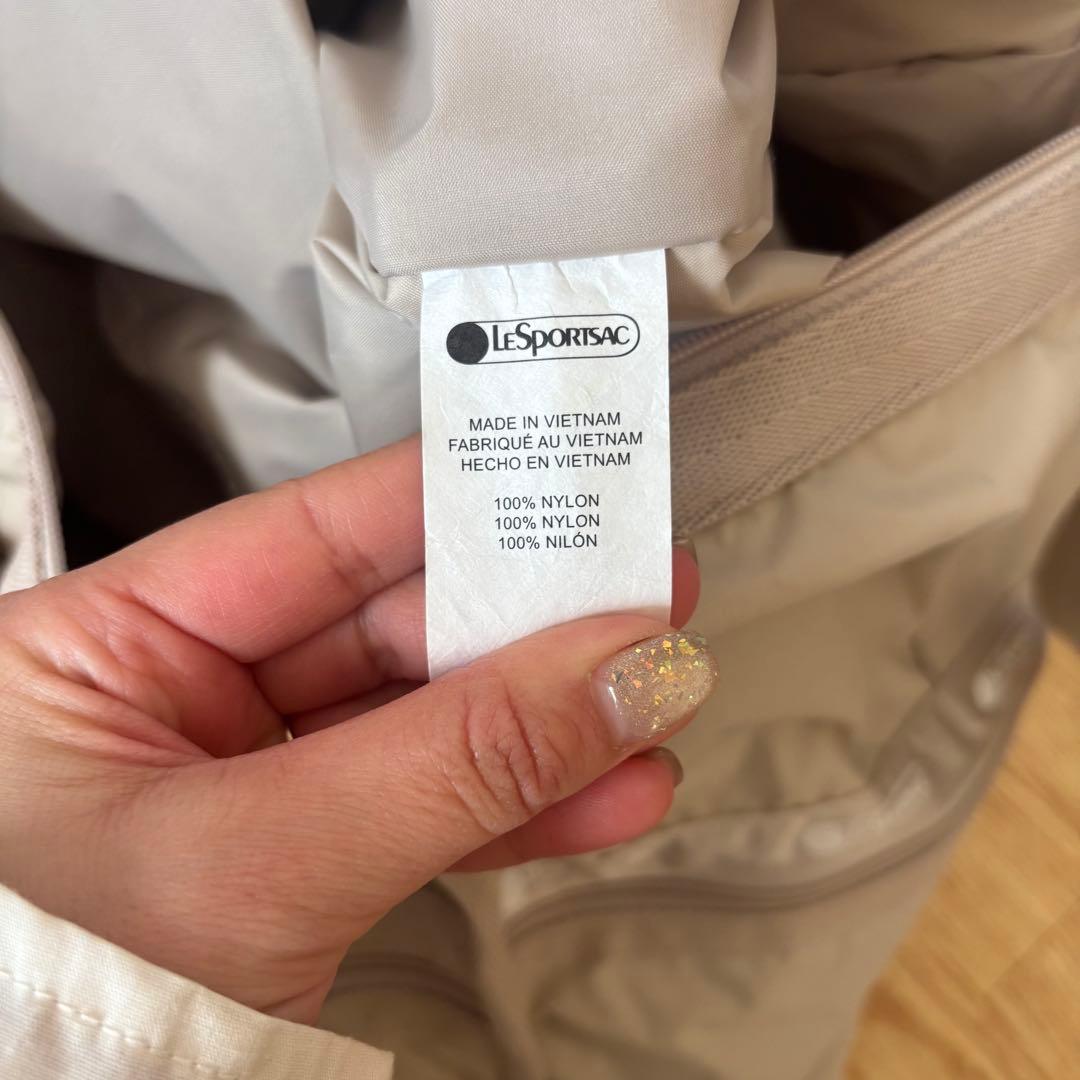 LESPORTSAC
MADE IN VIETNAM
FABRIQUÉ AU VIETNAM
HECHO EN VIETNAM
100% NYLON
100% NYLON
100% NILÓN